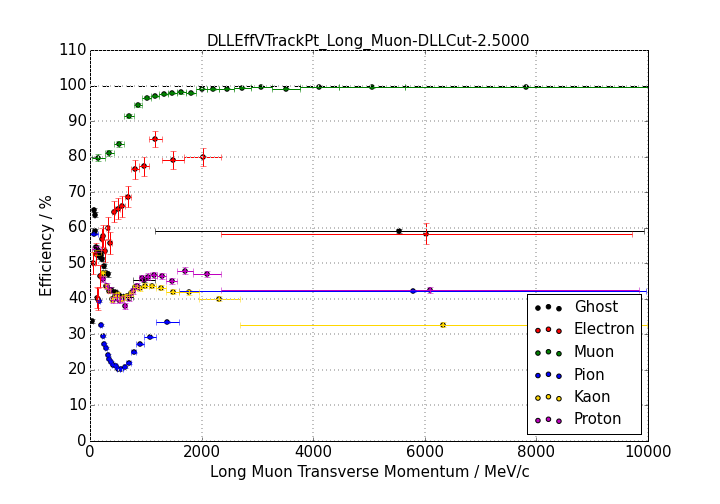 DLLEffVTrackPt_Long_Muon-DLLCut-2.5000
110
100
90
80
70
60
50
40
30
20
10
0
Efficiency / %
0 2000 4000 6000 8000 10000
Long Muon Transverse Momentum / MeV/c
Ghost
Electron
Muon
Pion
Kaon
Proton